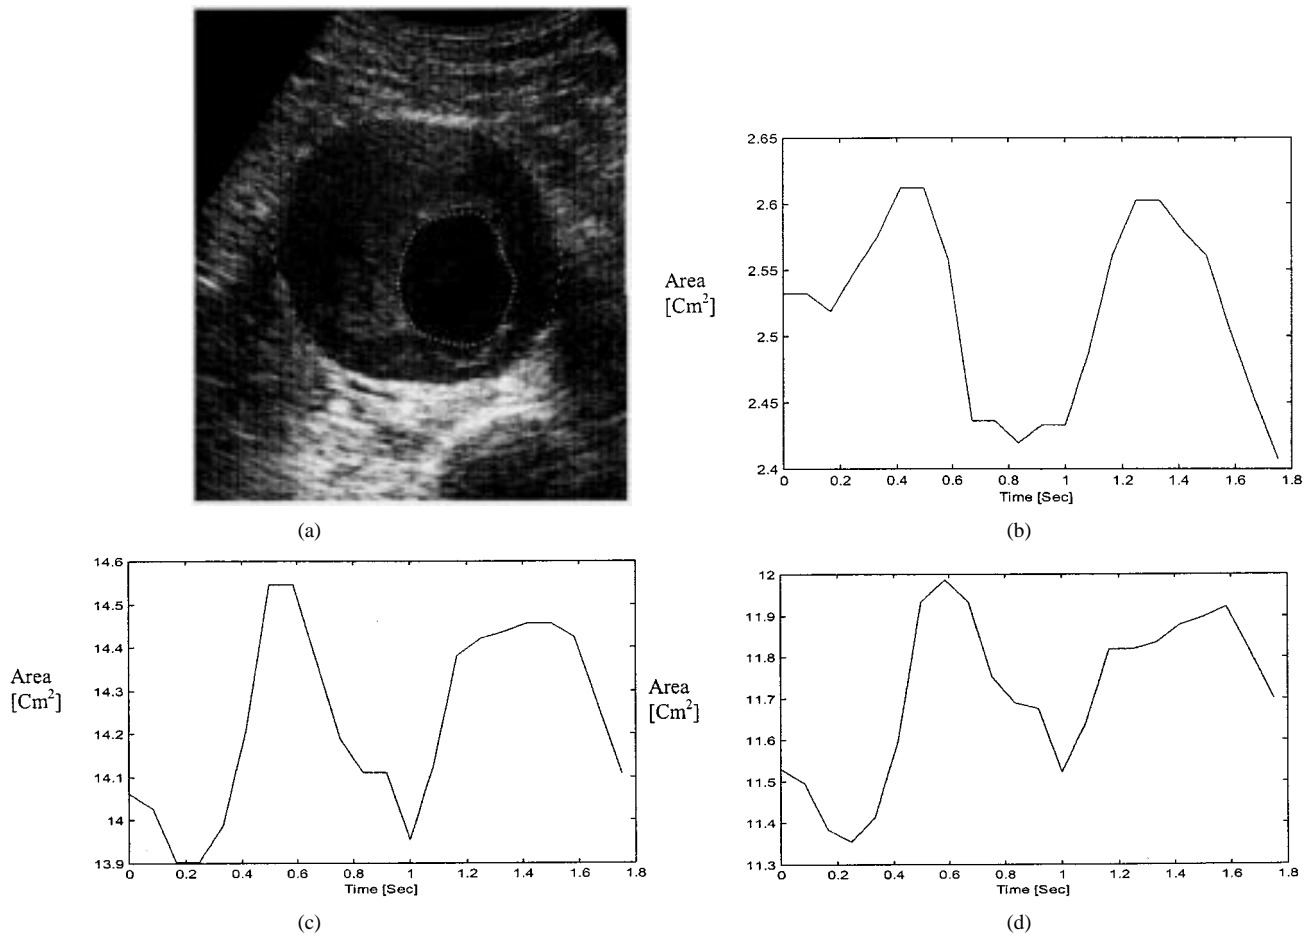 (a)
2.65
2.6
2.55
2.5
2.45
2.4
Area
[Cm²]
0 0.2 0.4 0.6 0.8 1 1.2 1.4 1.6 1.8
Time [Sec]
(b)
14.6
14.5
14.4
14.3
14.2
14.1
14
13.9
Area
[Cm²]
0 0.2 0.4 0.6 0.8 1 1.2 1.4 1.6 1.8
Time [Sec]
(c)
12
11.9
11.8
11.7
11.6
11.5
11.4
11.3
Area
[Cm²]
0 0.2 0.4 0.6 0.8 1 1.2 1.4 1.6 1.8
Time [Sec]
(d)